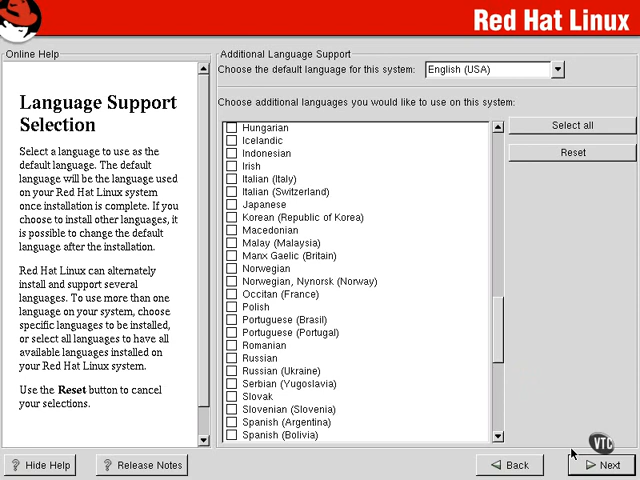 Red Hat Linux
Online Help
Language Support
Selection
Select a language to use as the
default language. The default
language will be the language used
on your Red Hat Linux system
once installation is complete. If you
choose to install other languages, it
is possible to change the default
language after the installation.
Red Hat Linux can alternately
install and support several
languages. To use more than one
language on your system, choose
specific languages to be installed,
or select all languages to have all
available languages installed on
your Red Hat Linux system.
Use the Reset button to cancel
your selections.
Additional Language Support
Choose the default language for this system: English (USA)
Choose additional languages you would like to use on this system:
Hungarian
Icelandic
Indonesian
Irish
Italian (Italy)
Italian (Switzerland)
Japanese
Korean (Republic of Korea)
Macedonian
Malay (Malaysia)
Manx Gaelic (Britain)
Norwegian
Norwegian, Nynorsk (Norway)
Occitan (France)
Polish
Portuguese (Brasil)
Portuguese (Portugal)
Romanian
Russian
Russian (Ukraine)
Serbian (Yugoslavia)
Slovak
Slovenian (Slovenia)
Spanish (Argentina)
Spanish (Bolivia)
Select all
Reset
VTC
Hide Help
Release Notes
Back
Next